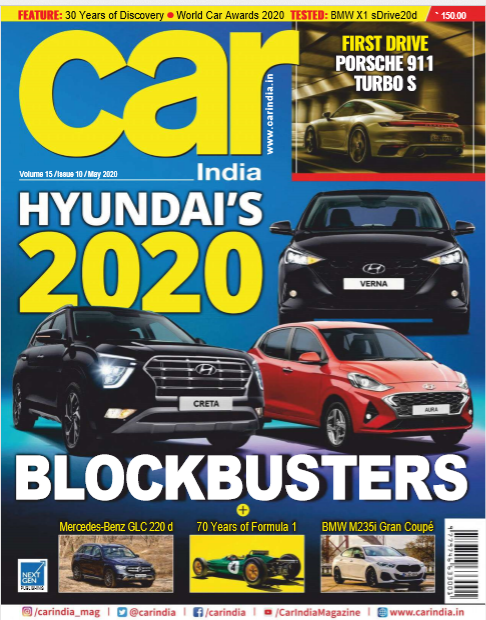 FEATURE: 30 Years of Discovery ● World Car Awards 2020 TESTED: BMW X1 sDrive20d
` 150.00
car
India
www.carindia.in
FIRST DRIVE
PORSCHE 911
TURBO S
Volume 15 /Issue 10 / May 2020
HYUNDAI'S
2020
VERNA
CRETA
AURA
BLOCKBUSTERS
+
Mercedes-Benz GLC 220 d
70 Years of Formula 1
BMW M235i Gran Coupé
4
NEXT
GEN
PUBLISHING
/carindia_mag | @carindia | /carindia | /CarIndiaMagazine | www.carindia.in